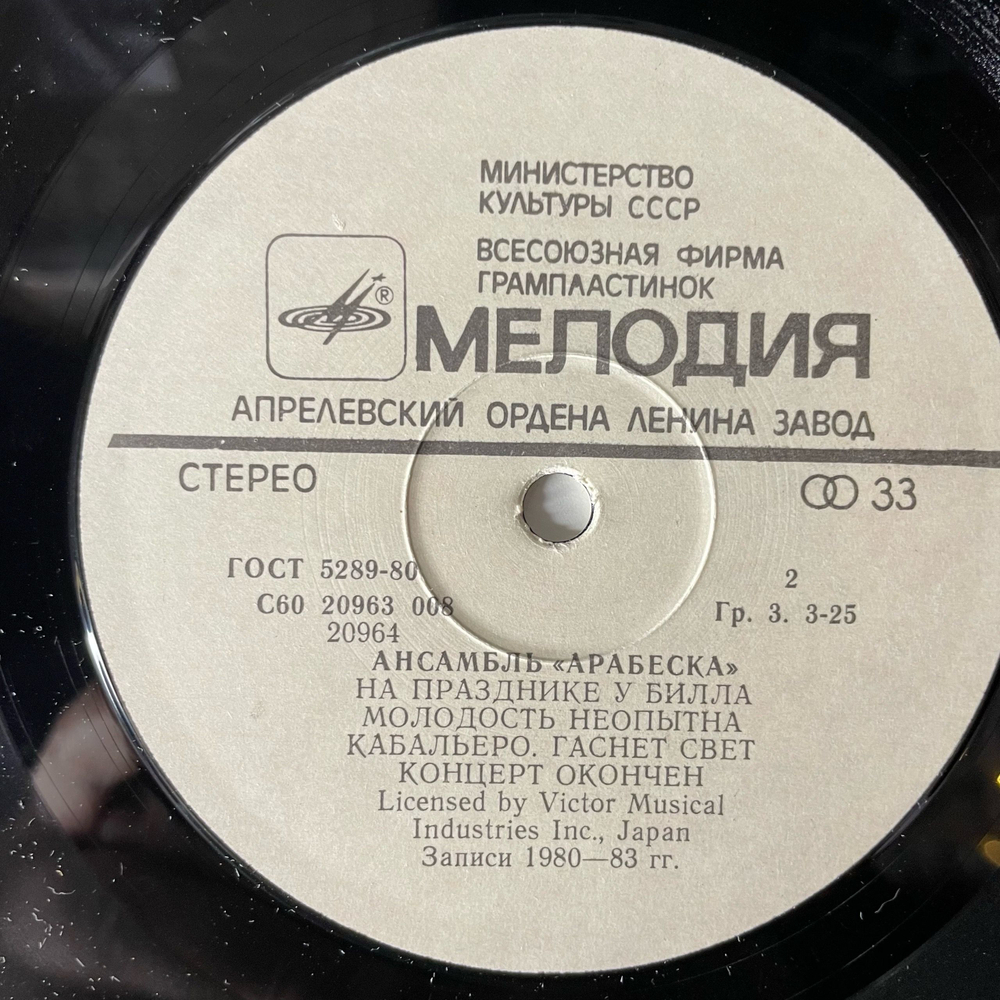 МИНИСТЕРСТВО
КУЛЬТУРЫ СССР
ВСЕСОЮЗНАЯ ФИРМА
ГРАМПЛАСТИНОК
®
МЕЛОДИЯ
АПРЕЛЕВСКИЙ ОРДЕНА ЛЕНИНА ЗАВОД
СТЕРЕО
33
ГОСТ 5289-80
2
С60 20963 008
Гр. 3. 3-25
20964
АНСАМБЛЬ «АРАБЕСКА»
НА ПРАЗДНИКЕ У БИЛЛА
МОЛОДОСТЬ НЕОПЫТНА
КАБАЛЬЕРО. ГАСНЕТ СВЕТ
КОНЦЕРТ ОКОНЧЕН
Licensed by Victor Musical
Industries Inc., Japan
Записи 1980—83 гг.